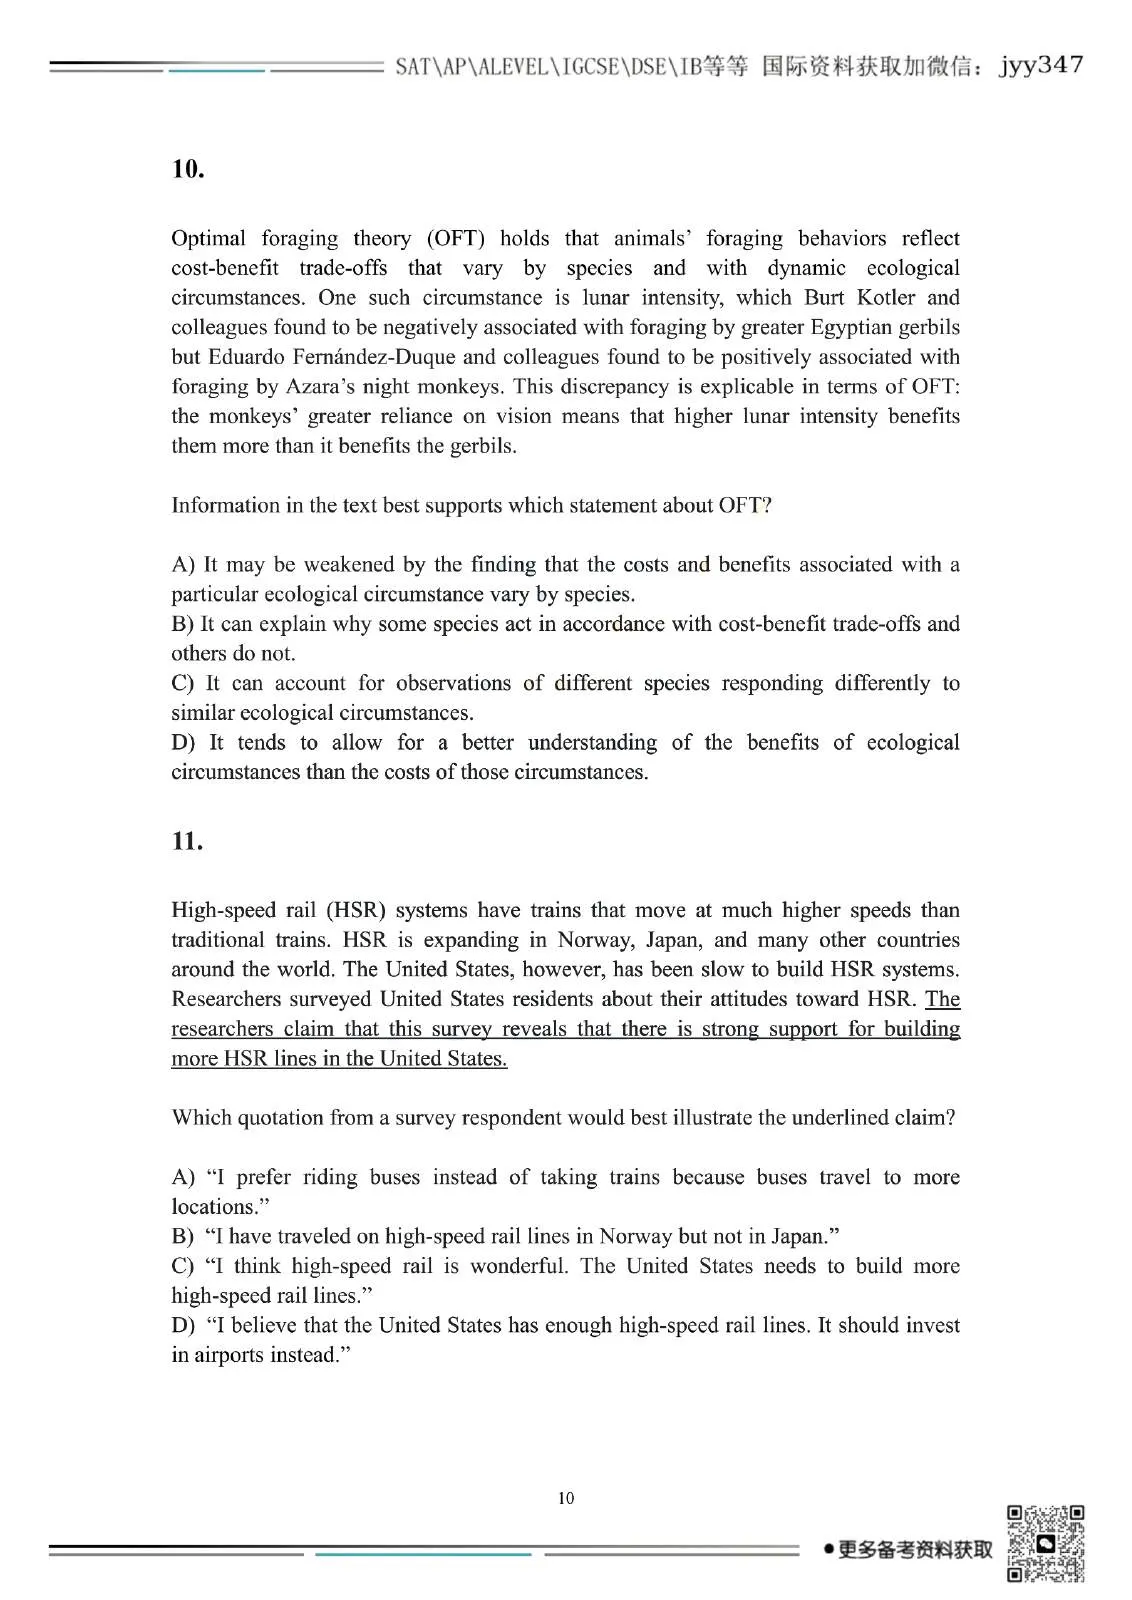 SAT\AP\ALEVEL\IGCSE\DSE\IB等等 国际资料获取加微信：jyy347
10.
Optimal foraging theory (OFT) holds that animals’ foraging behaviors reflect
cost-benefit trade-offs that vary by species and with dynamic ecological
circumstances. One such circumstance is lunar intensity, which Burt Kotler and
colleagues found to be negatively associated with foraging by greater Egyptian gerbils
but Eduardo Fernández-Duque and colleagues found to be positively associated with
foraging by Azara’s night monkeys. This discrepancy is explicable in terms of OFT:
the monkeys’ greater reliance on vision means that higher lunar intensity benefits
them more than it benefits the gerbils.
Information in the text best supports which statement about OFT?
A) It may be weakened by the finding that the costs and benefits associated with a
particular ecological circumstance vary by species.
B) It can explain why some species act in accordance with cost-benefit trade-offs and
others do not.
C) It can account for observations of different species responding differently to
similar ecological circumstances.
D) It tends to allow for a better understanding of the benefits of ecological
circumstances than the costs of those circumstances.
11.
High-speed rail (HSR) systems have trains that move at much higher speeds than
traditional trains. HSR is expanding in Norway, Japan, and many other countries
around the world. The United States, however, has been slow to build HSR systems.
Researchers surveyed United States residents about their attitudes toward HSR. The
researchers claim that this survey reveals that there is strong support for building
more HSR lines in the United States.
Which quotation from a survey respondent would best illustrate the underlined claim?
A) “I prefer riding buses instead of taking trains because buses travel to more
locations.”
B) “I have traveled on high-speed rail lines in Norway but not in Japan.”
C) “I think high-speed rail is wonderful. The United States needs to build more
high-speed rail lines.”
D) “I believe that the United States has enough high-speed rail lines. It should invest
in airports instead.”
10
●更多备考资料获取